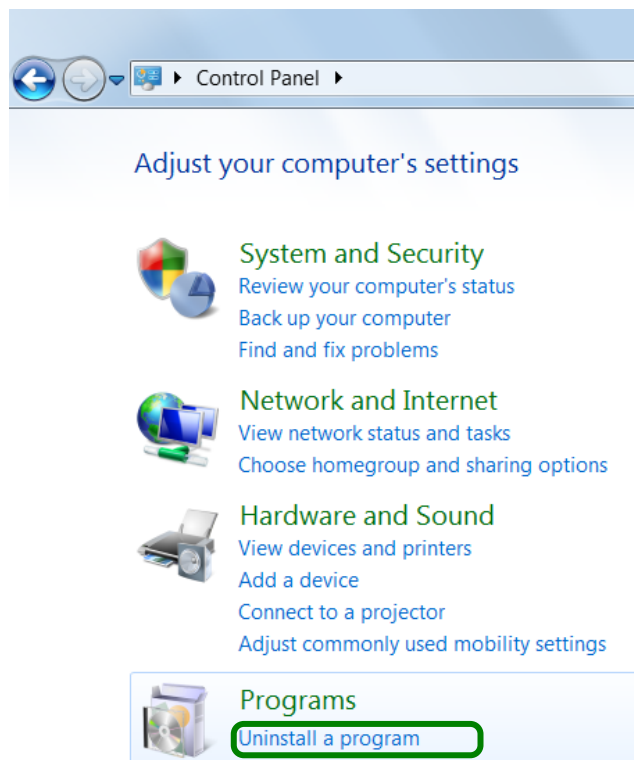 Control Panel
Adjust your computer's settings
System and Security
Review your computer's status
Back up your computer
Find and fix problems
Network and Internet
View network status and tasks
Choose homegroup and sharing options
Hardware and Sound
View devices and printers
Add a device
Connect to a projector
Adjust commonly used mobility settings
Programs
Uninstall a program